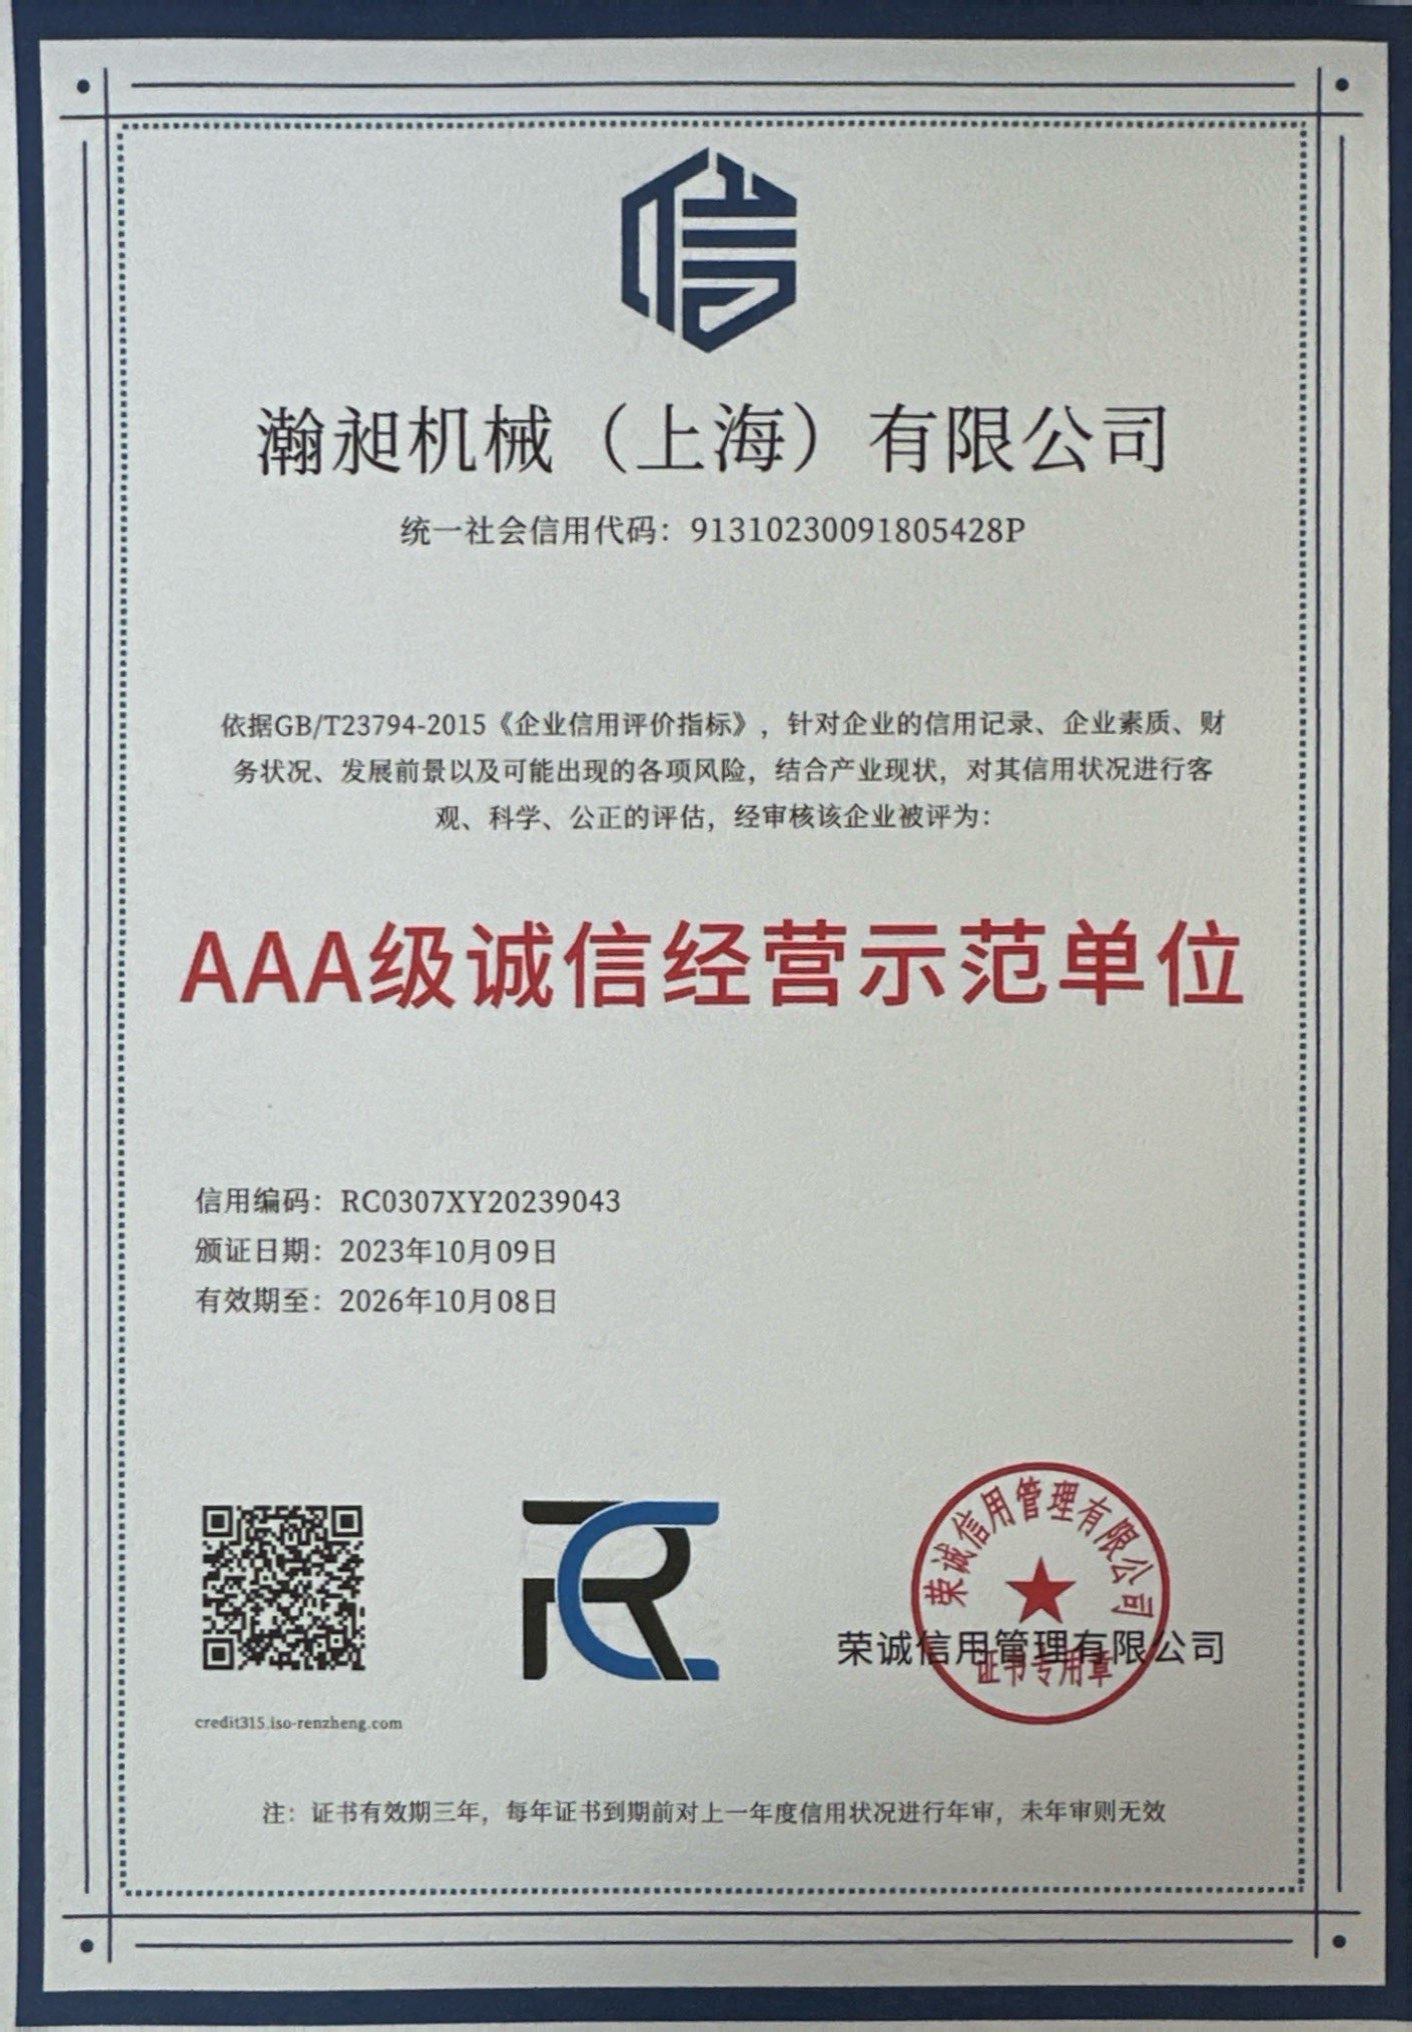 信
瀚昶机械（上海）有限公司
统一社会信用代码：91310230091805428P
依据GB/T23794-2015《企业信用评价指标》，针对企业的信用记录、企业素质、财
务状况、发展前景以及可能出现的各项风险，结合产业现状，对其信用状况进行客
观、科学、公正的评估，经审核该企业被评为：
AAA级诚信经营示范单位
信用编码：RC0307XY20239043
颁证日期：2023年10月09日
有效期至：2026年10月08日
RC
荣诚信用管理有限公司
荣诚信用管理有限公司
证书专用章
credit315.iso-renzheng.com
注：证书有效期三年，每年证书到期前对上一年度信用状况进行年审，未年审则无效